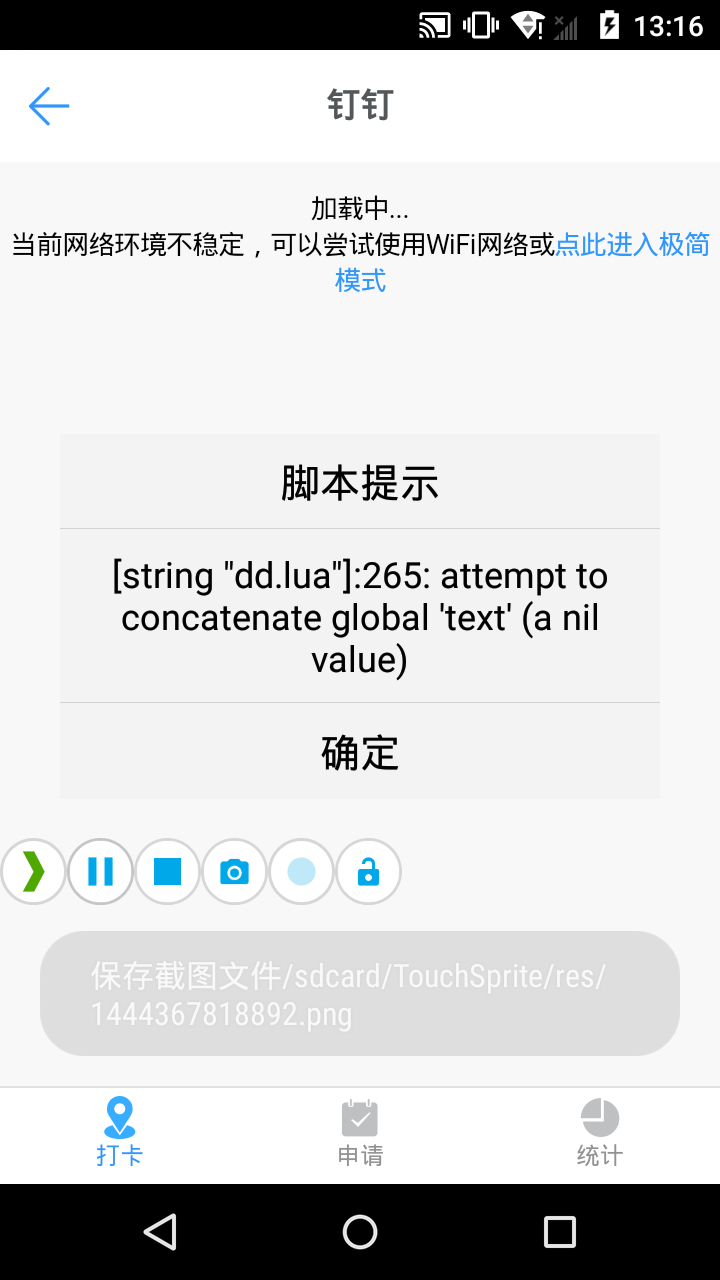 13:16
钉钉
加载中...
当前网络环境不稳定，可以尝试使用WiFi网络或点此进入极简
模式
脚本提示
[string "dd.lua"]:265: attempt to
concatenate global 'text' (a nil
value)
确定
保存截图文件/sdcard/TouchSprite/res/
1444367818892.png
打卡
申请
统计